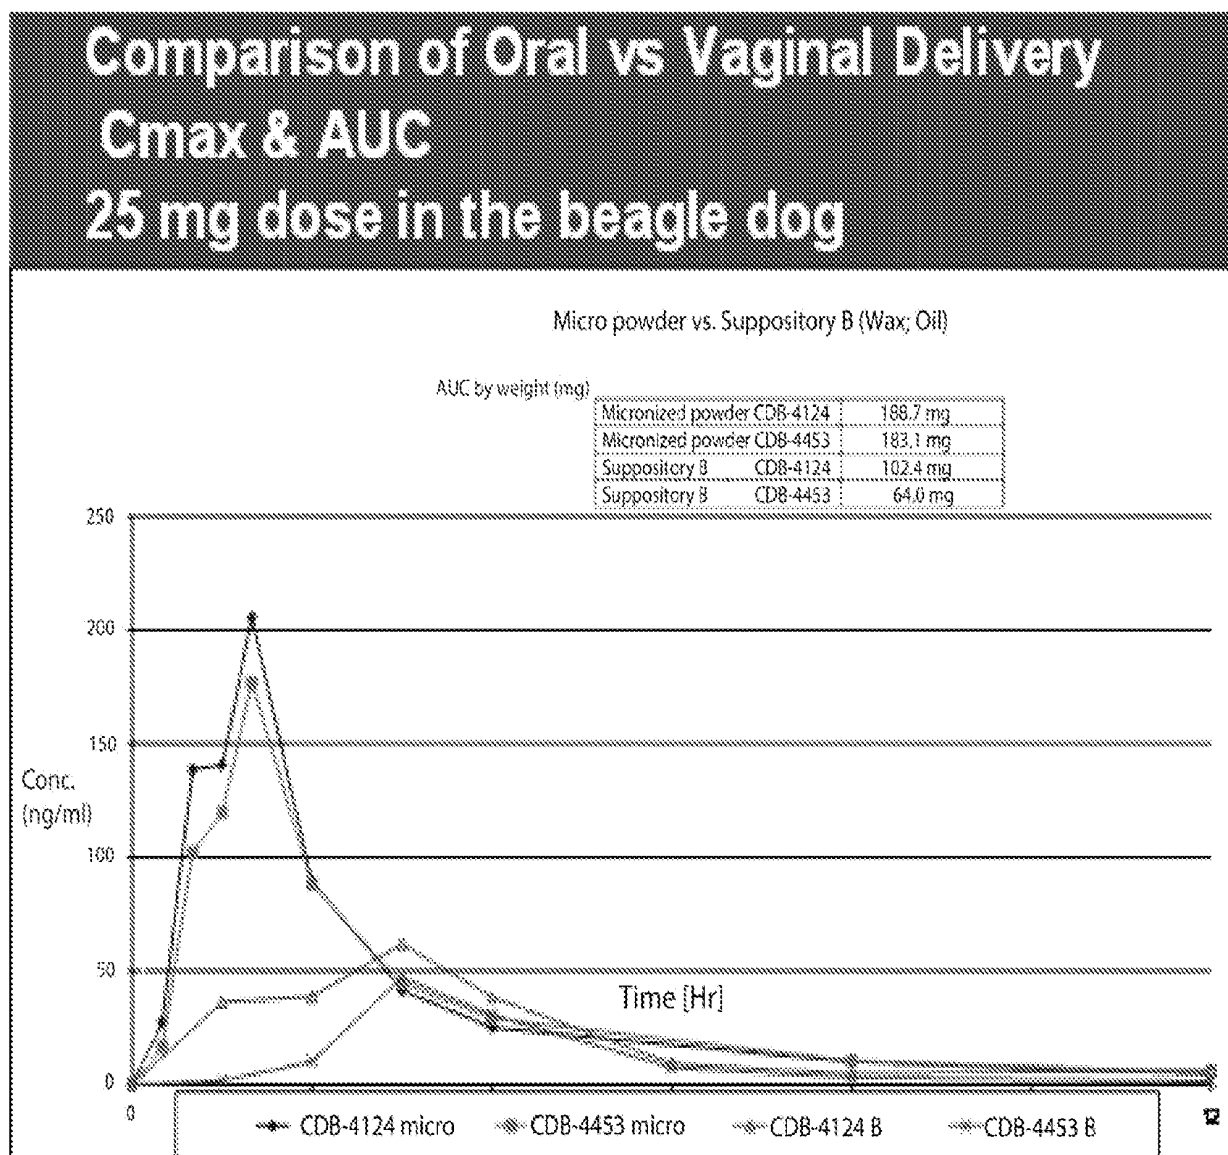 Comparison of Oral vs Vaginal Delivery
Cmax & AUC
25 mg dose in the beagle dog
Micro powder vs. Suppository B (Wax; Oil)
AUC by weight (mg)
Micronized powder CDB-4124 188.7 mg
Micronized powder CDB-4453 183.1 mg
Suppository B CDB-4124 102.4 mg
Suppository B CDB-4453 64.0 mg
250
200
150
Conc.
(ng/ml)
100
50
Time [Hr]
0
0
CDB-4124 micro CDB-4453 micro CDB-4124 B CDB-4453 B